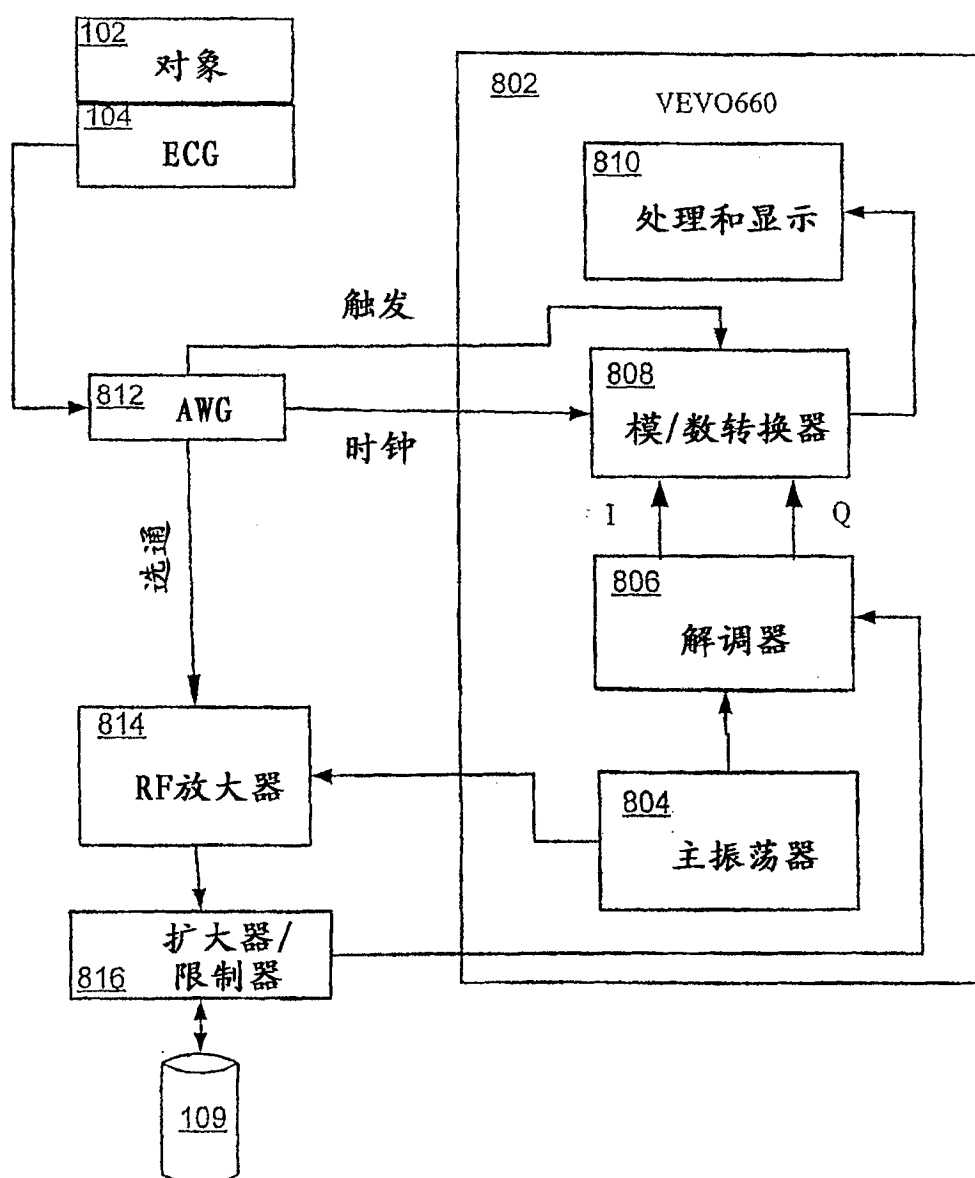 102
对象
104
ECG
802
VEVO660
810
处理和显示
触发
812
AWG
时钟
808
模/数转换器
I
Q
选通
806
解调器
814
RF放大器
804
主振荡器
扩大器/
限制器
816
109